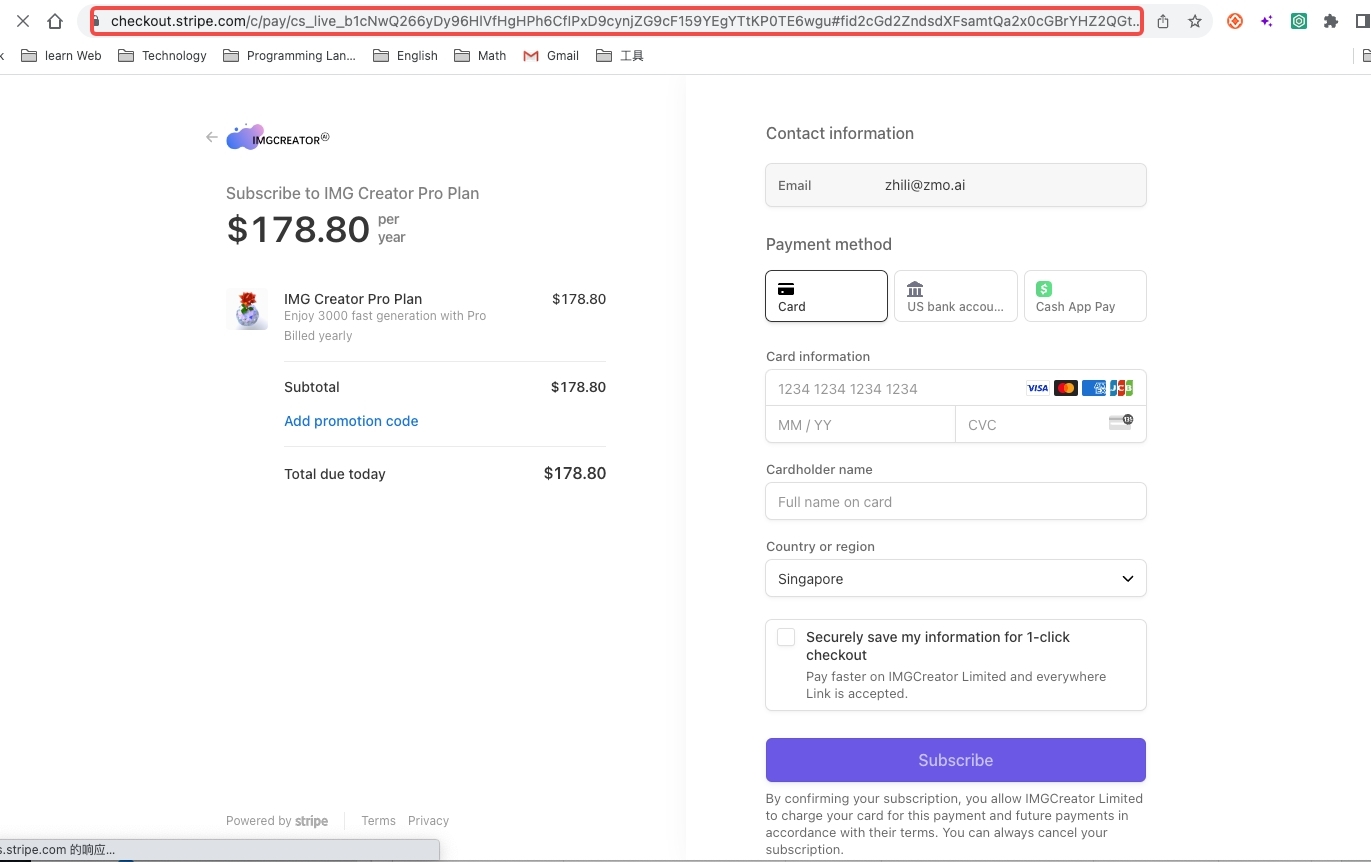 checkout.stripe.com/c/pay/cs_live_b1cNwQ266yDy96HIVfHgHPh6CfIPxD9cynjZG9cF159YEgYTtKP0TE6wgu#fid2cGd2ZndsdXFsamtQa2x0cGBrYHZ2QGt...
k learn Web Technology Programming Lan... English Math Gmail 工具
IMGCREATOR AI
Subscribe to IMG Creator Pro Plan
$178.80 per
year
IMG Creator Pro Plan $178.80
Enjoy 3000 fast generation with Pro
Billed yearly
Subtotal $178.80
Add promotion code
Total due today $178.80
Powered by stripe Terms Privacy
s.stripe.com 的响应...
Contact information
Email zhili@zmo.ai
Payment method
Card US bank accou... Cash App Pay
Card information
1234 1234 1234 1234 VISA AMEX JCB
MM / YY CVC 135
Cardholder name
Full name on card
Country or region
Singapore
Securely save my information for 1-click
checkout
Pay faster on IMGCreator Limited and everywhere
Link is accepted.
Subscribe
By confirming your subscription, you allow IMGCreator Limited
to charge your card for this payment and future payments in
accordance with their terms. You can always cancel your
subscription.